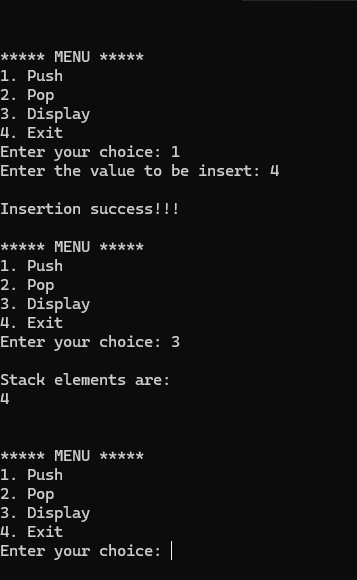 ***** MENU *****
1. Push
2. Pop
3. Display
4. Exit
Enter your choice: 1
Enter the value to be insert: 4
Insertion success!!!
***** MENU *****
1. Push
2. Pop
3. Display
4. Exit
Enter your choice: 3
Stack elements are:
4
***** MENU *****
1. Push
2. Pop
3. Display
4. Exit
Enter your choice: